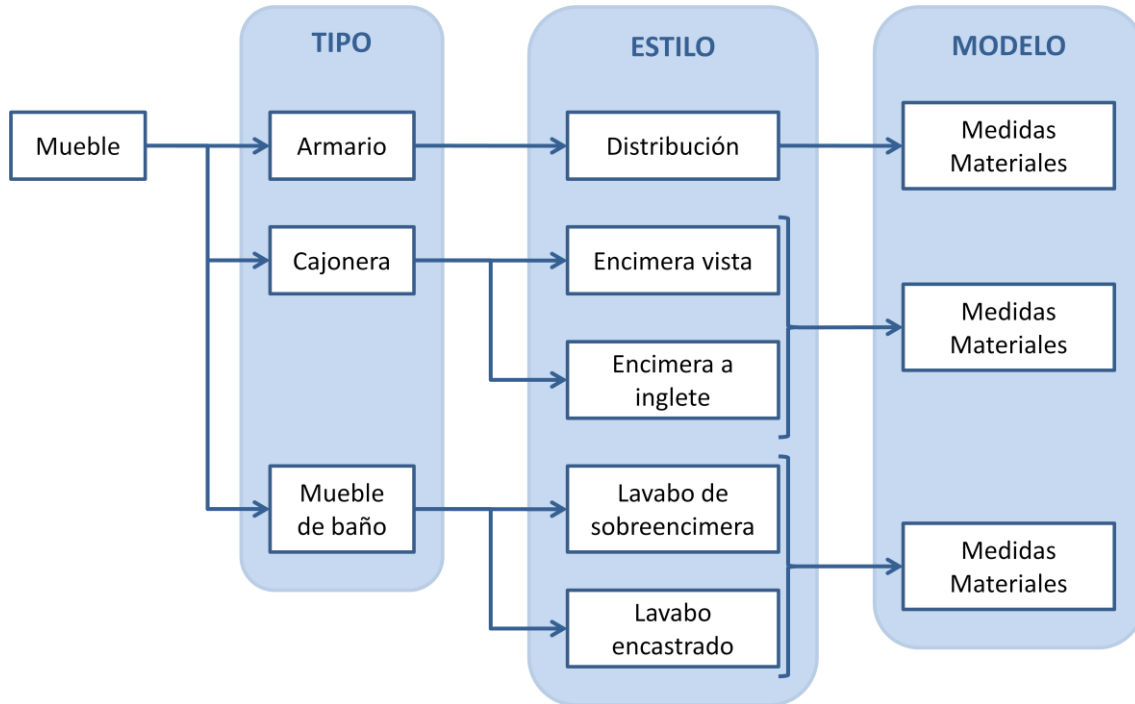 TIPO
ESTILO
MODELO
Mueble
Armario
Distribución
Medidas
Materiales
Cajonera
Encimera vista
Encimera a
inglete
Medidas
Materiales
Mueble
de baño
Lavabo de
sobreencimera
Lavabo
encastrado
Medidas
Materiales